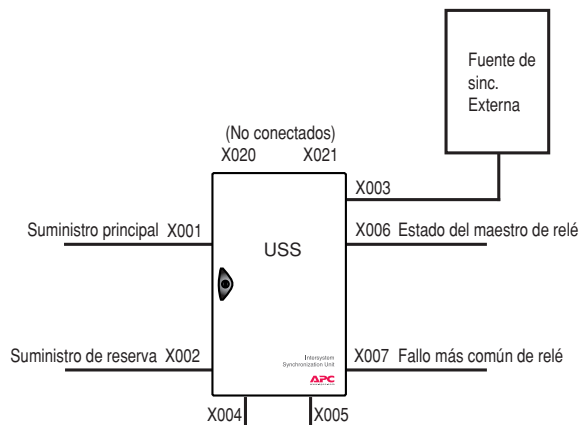 Fuente de
sinc.
Externa
(No conectados)
X020 X021
X003
Suministro principal X001
X006 Estado del maestro de relé
USS
Suministro de reserva X002
X007 Fallo más común de relé
Intersystem
Synchronization Unit
APC
X004 X005